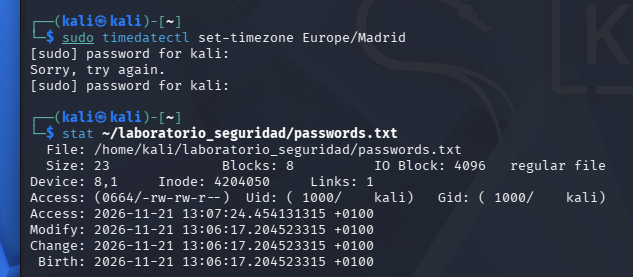 ┌──(kali㉿kali)-[~]
└─$ sudo timedatectl set-timezone Europe/Madrid
[sudo] password for kali:
Sorry, try again.
[sudo] password for kali:
┌──(kali㉿kali)-[~]
└─$ stat ~/laboratorio_seguridad/passwords.txt
  File: /home/kali/laboratorio_seguridad/passwords.txt
  Size: 23              Blocks: 8          IO Block: 4096   regular file
Device: 8,1     Inode: 4204050     Links: 1
Access: (0664/-rw-rw-r--)  Uid: ( 1000/    kali)   Gid: ( 1000/    kali)
Access: 2026-11-21 13:07:24.454131315 +0100
Modify: 2026-11-21 13:06:17.204523315 +0100
Change: 2026-11-21 13:06:17.204523315 +0100
 Birth: 2026-11-21 13:06:17.204523315 +0100